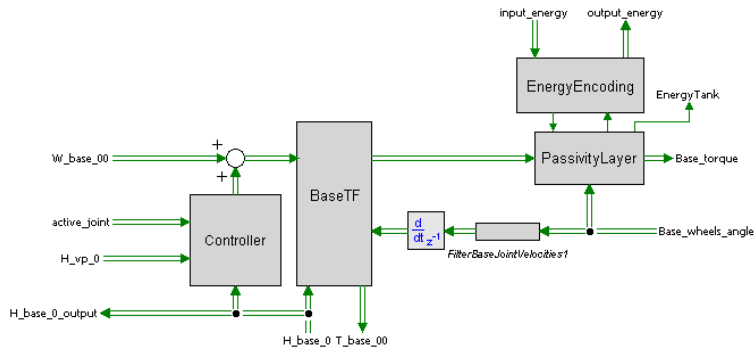 input_energy
output_energy
EnergyEncoding
EnergyTank
W_base_00
+
+
BaseTF
PassivityLayer
Base_torque
active_joint
Controller
H_vp_0
d
dt z⁻¹
FilterBaseJointVelocities1
Base_wheels_angle
H_base_0_output
H_base_0
T_base_00